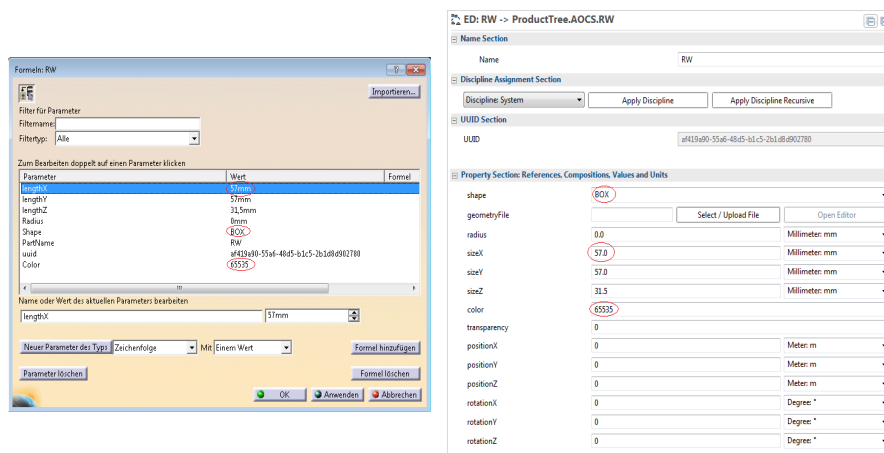 Formeln: RW
Importieren...
Filter für Parameter
Filtername:
Filtertyp: Alle
Zum Bearbeiten doppelt auf einen Parameter klicken
Parameter Wert Formel
lengthX 57mm
lengthY 57mm
lengthZ 31,5mm
Radius 0mm
Shape BOX
PartName RW
uuid af419a90-55a6-48d5-b1c5-2b1d8d902780
Color 65535
Name oder Wert des aktuellen Parameters bearbeiten
lengthX 57mm
Neuer Parameter des Typs Zeichenfolge Mit Einem Wert Formel hinzufügen
Parameter löschen Formel löschen
OK Anwenden Abbrechen
ED: RW -> ProductTree.AOCS.RW
Name Section
Name RW
Discipline Assignment Section
Discipline: System Apply Discipline Apply Discipline Recursive
UUID Section
UUID af419a90-55a6-48d5-b1c5-2b1d8d902780
Property Section: References, Compositions, Values and Units
shape BOX
geometryFile Select / Upload File Open Editor
radius 0.0 Millimeter: mm
sizeX 57.0 Millimeter: mm
sizeY 57.0 Millimeter: mm
sizeZ 31.5 Millimeter: mm
color 65535
transparency 0
positionX 0 Meter: m
positionY 0 Meter: m
positionZ 0 Meter: m
rotationX 0 Degree: °
rotationY 0 Degree: °
rotationZ 0 Degree: °